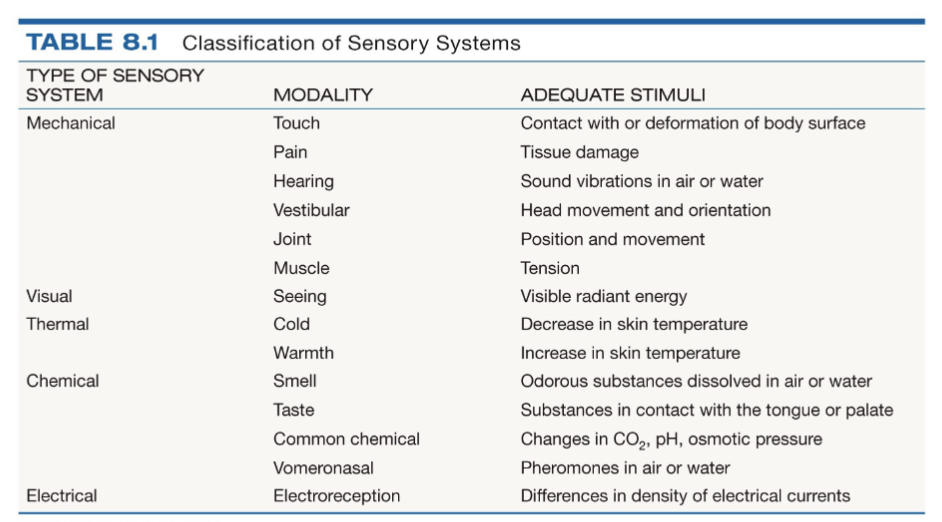 TABLE 8.1 Classification of Sensory Systems
TYPE OF SENSORY
SYSTEM MODALITY ADEQUATE STIMULI
Mechanical Touch Contact with or deformation of body surface
Pain Tissue damage
Hearing Sound vibrations in air or water
Vestibular Head movement and orientation
Joint Position and movement
Muscle Tension
Visual Seeing Visible radiant energy
Thermal Cold Decrease in skin temperature
Warmth Increase in skin temperature
Chemical Smell Odorous substances dissolved in air or water
Taste Substances in contact with the tongue or palate
Common chemical Changes in CO₂, pH, osmotic pressure
Vomeronasal Pheromones in air or water
Electrical Electroreception Differences in density of electrical currents